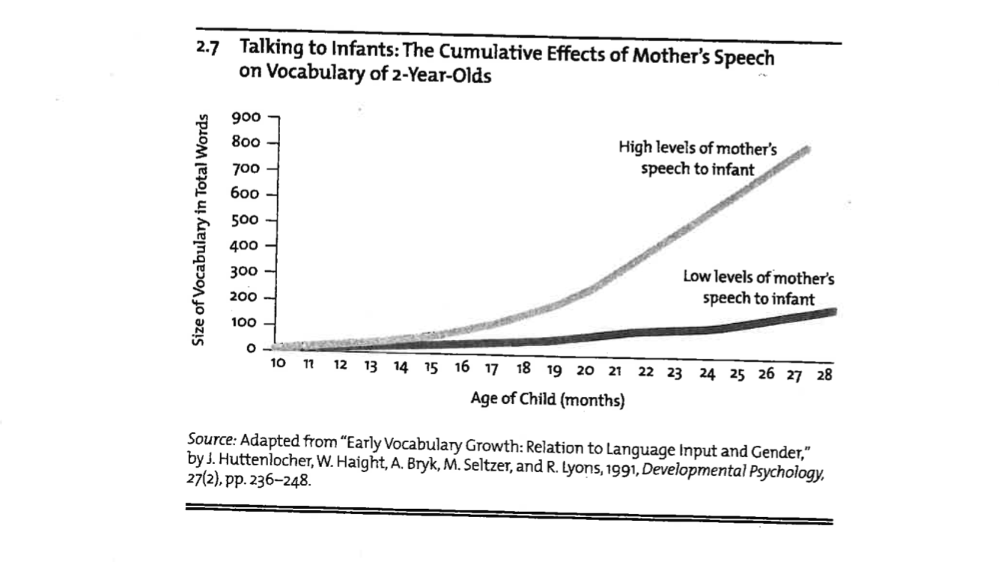 2.7 Talking to Infants: The Cumulative Effects of Mother's Speech
on Vocabulary of 2-Year-Olds
Size of Vocabulary in Total Words
900
800
700
600
500
400
300
200
100
0
High levels of mother's
speech to infant
Low levels of mother's
speech to infant
10 11 12 13 14 15 16 17 18 19 20 21 22 23 24 25 26 27 28
Age of Child (months)
Source: Adapted from "Early Vocabulary Growth: Relation to Language Input and Gender,"
by J. Huttenlocher, W. Haight, A. Bryk, M. Seltzer, and R. Lyons, 1991, Developmental Psychology,
27(2), pp. 236–248.